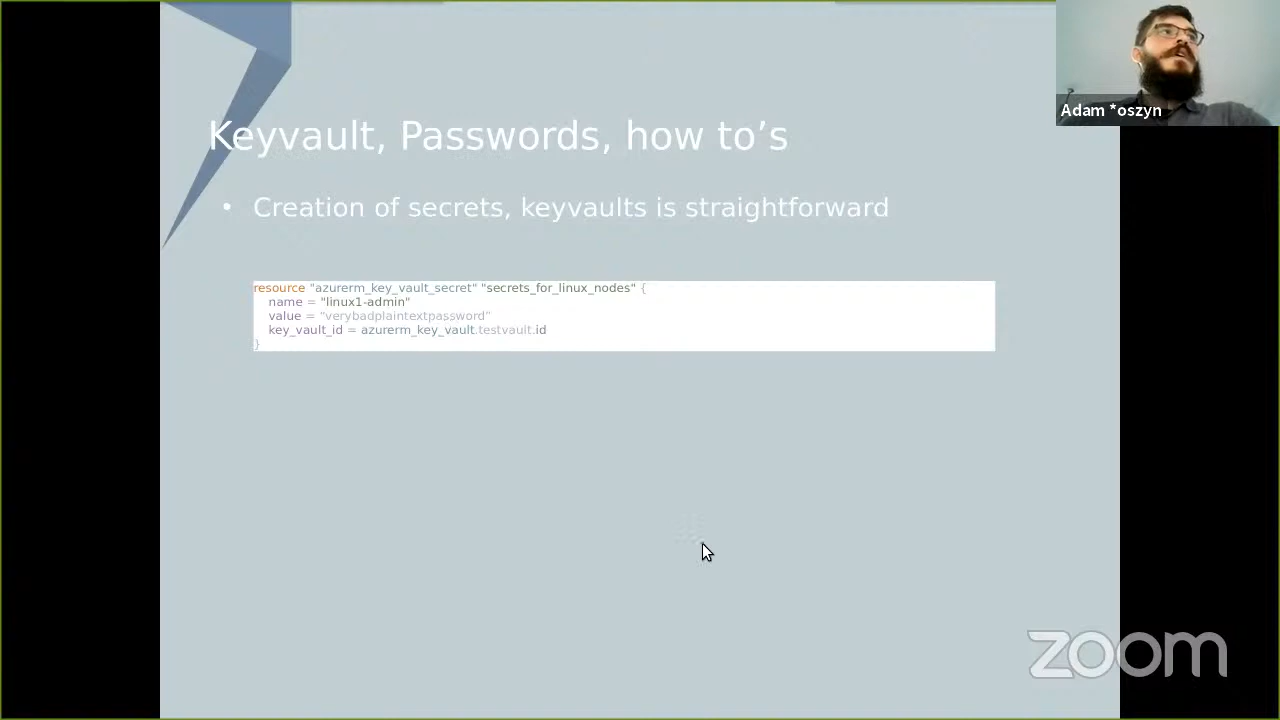 Adam *oszyn
Keyvault, Passwords, how to’s
• Creation of secrets, keyvaults is straightforward
resource "azurerm_key_vault_secret" "secrets_for_linux_nodes" {
name = "linux1-admin"
value = "verybadplaintextpassword"
key_vault_id = azurerm_key_vault.testvault.id
}
zoom